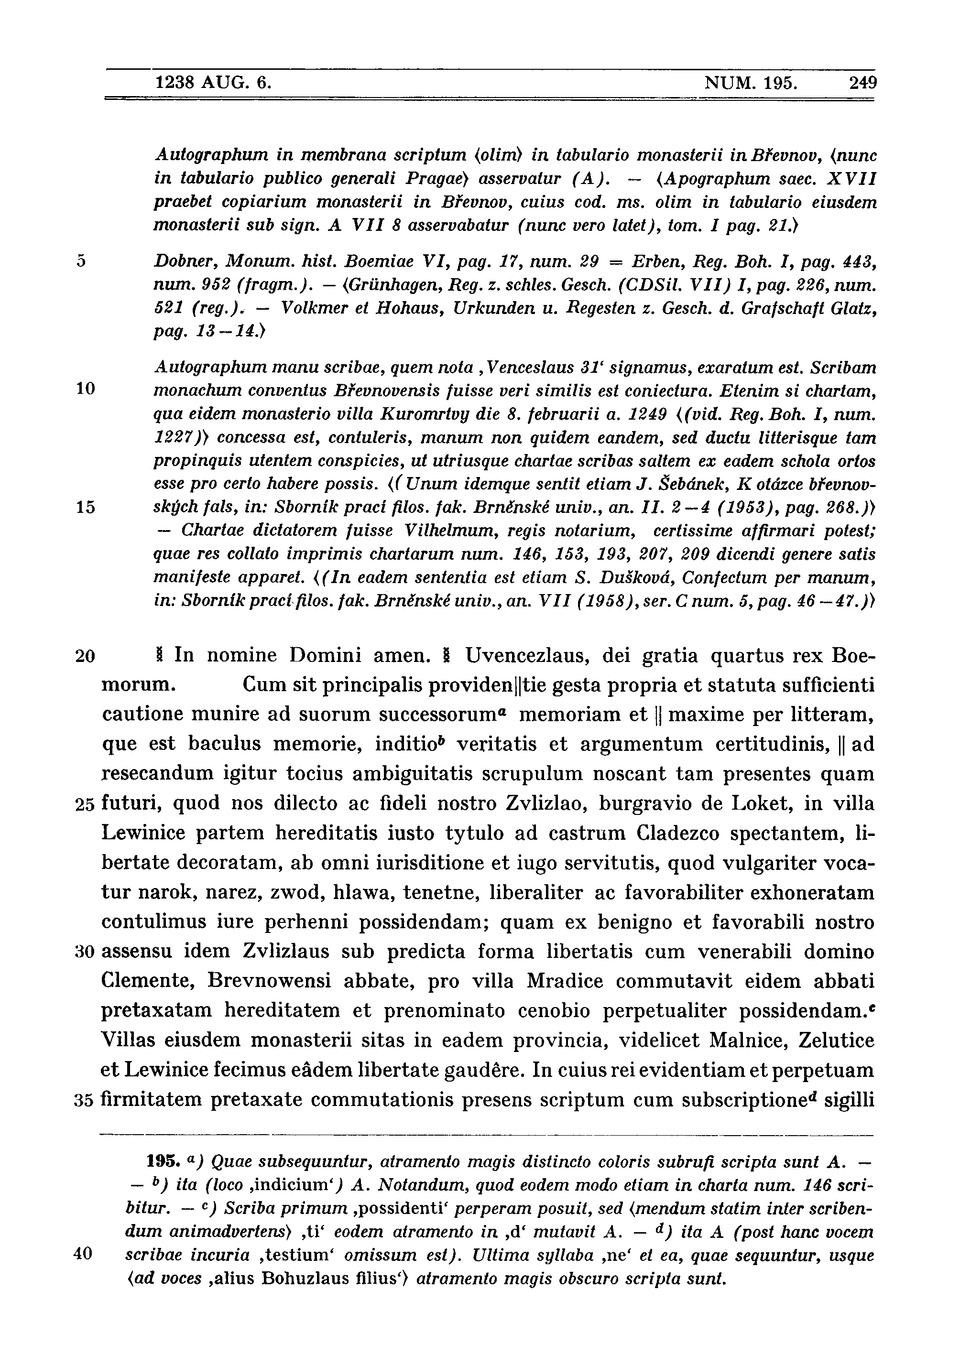 1238 AUG. 6. NUM. 195. 249
Autographum in membrana scriptum ⟨olim⟩ in tabulario monasterii in Břevnov, ⟨nunc
in tabulario publico generali Pragae⟩ asservatur (A). — ⟨Apographum saec. XVII
praebet copiarium monasterii in Břevnov, cuius cod. ms. olim in tabulario eiusdem
monasterii sub sign. A VII 8 asservabatur (nunc vero latet), tom. I pag. 21.⟩
5 Dobner, Monum. hist. Boemiae VI, pag. 17, num. 29 = Erben, Reg. Boh. I, pag. 443,
num. 952 (fragm.). — ⟨Grünhagen, Reg. z. schles. Gesch. (CDSil. VII) I, pag. 226, num.
521 (reg.). — Volkmer et Hohaus, Urkunden u. Regesten z. Gesch. d. Grafschaft Glatz,
pag. 13—14.⟩
Autographum manu scribae, quem nota ‚Venceslaus 31‘ signamus, exaratum est. Scribam
10 monachum conventus Břevnovensis fuisse veri similis est coniectura. Etenim si chartam,
qua eidem monasterio villa Kuromrtvy die 8. februarii a. 1249 ⟨(vid. Reg. Boh. I, num.
1227)⟩ concessa est, contuleris, manum non quidem eandem, sed ductu litterisque tam
propinquis utentem conspicies, ut utriusque chartae scribas saltem ex eadem schola ortos
esse pro certo habere possis. ⟨(Unum idemque sentit etiam J. Šebánek, K otázce břevnov-
15 ských fals, in: Sborník prací filos. fak. Brněnské univ., an. II. 2—4 (1953), pag. 268.)⟩
— Chartae dictatorem fuisse Vilhelmum, regis notarium, certissime affirmari potest;
quae res collato imprimis chartarum num. 146, 153, 193, 207, 209 dicendi genere satis
manifeste apparet. ⟨(In eadem sententia est etiam S. Dušková, Confectum per manum,
in: Sborník prací filos. fak. Brněnské univ., an. VII (1958), ser. C num. 5, pag. 46—47.)⟩
20 § In nomine Domini amen. § Uvencezlaus, dei gratia quartus rex Boe-
morum. Cum sit principalis providen||tie gesta propria et statuta sufficienti
cautione munire ad suorum successorumᵃ memoriam et || maxime per litteram,
que est baculus memorie, inditioᵇ veritatis et argumentum certitudinis, || ad
resecandum igitur tocius ambiguitatis scrupulum noscant tam presentes quam
25 futuri, quod nos dilecto ac fideli nostro Zvlizlao, burgravio de Loket, in villa
Lewinice partem hereditatis iusto tytulo ad castrum Cladezco spectantem, li-
bertate decoratam, ab omni iurisditione et iugo servitutis, quod vulgariter voca-
tur narok, narez, zwod, hlawa, tenetne, liberaliter ac favorabiliter exhoneratam
contulimus iure perhenni possidendam; quam ex benigno et favorabili nostro
30 assensu idem Zvlizlaus sub predicta forma libertatis cum venerabili domino
Clemente, Brevnowensi abbate, pro villa Mradice commutavit eidem abbati
pretaxatam hereditatem et prenominato cenobio perpetualiter possidendam.ᶜ
Villas eiusdem monasterii sitas in eadem provincia, videlicet Malnice, Zelutice
et Lewinice fecimus eâdem libertate gaudêre. In cuius rei evidentiam et perpetuam
35 firmitatem pretaxate commutationis presens scriptum cum subscriptioneᵈ sigilli
195. ᵃ) Quae subsequuntur, atramento magis distincto coloris subrufi scripta sunt A. —
— ᵇ) ita (loco ‚indicium‘) A. Notandum, quod eodem modo etiam in charta num. 146 scri-
bitur. — ᶜ) Scriba primum ‚possidenti‘ perperam posuit, sed ⟨mendum statim inter scriben-
dum animadvertens⟩ ‚ti‘ eodem atramento in ‚d‘ mutavit A. — ᵈ) ita A (post hanc vocem
40 scribae incuria ‚testium‘ omissum est). Ultima syllaba ‚ne‘ et ea, quae sequuntur, usque
⟨ad voces ‚alius Bohuzlaus filius‘⟩ atramento magis obscuro scripta sunt.